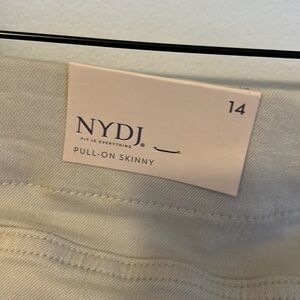 14
NYDJ®
FIT IS EVERYTHING
PULL-ON SKINNY